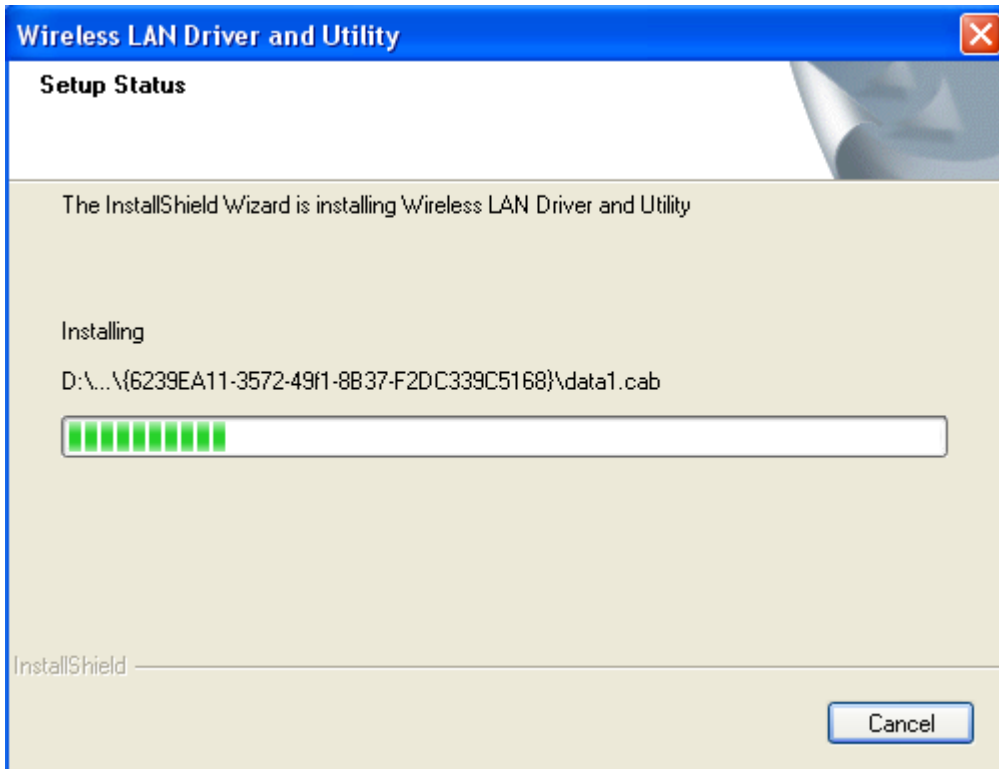 Wireless LAN Driver and Utility
Setup Status
The InstallShield Wizard is installing Wireless LAN Driver and Utility
Installing
D:\...\{6239EA11-3572-49f1-8B37-F2DC339C5168}\data1.cab
InstallShield
Cancel